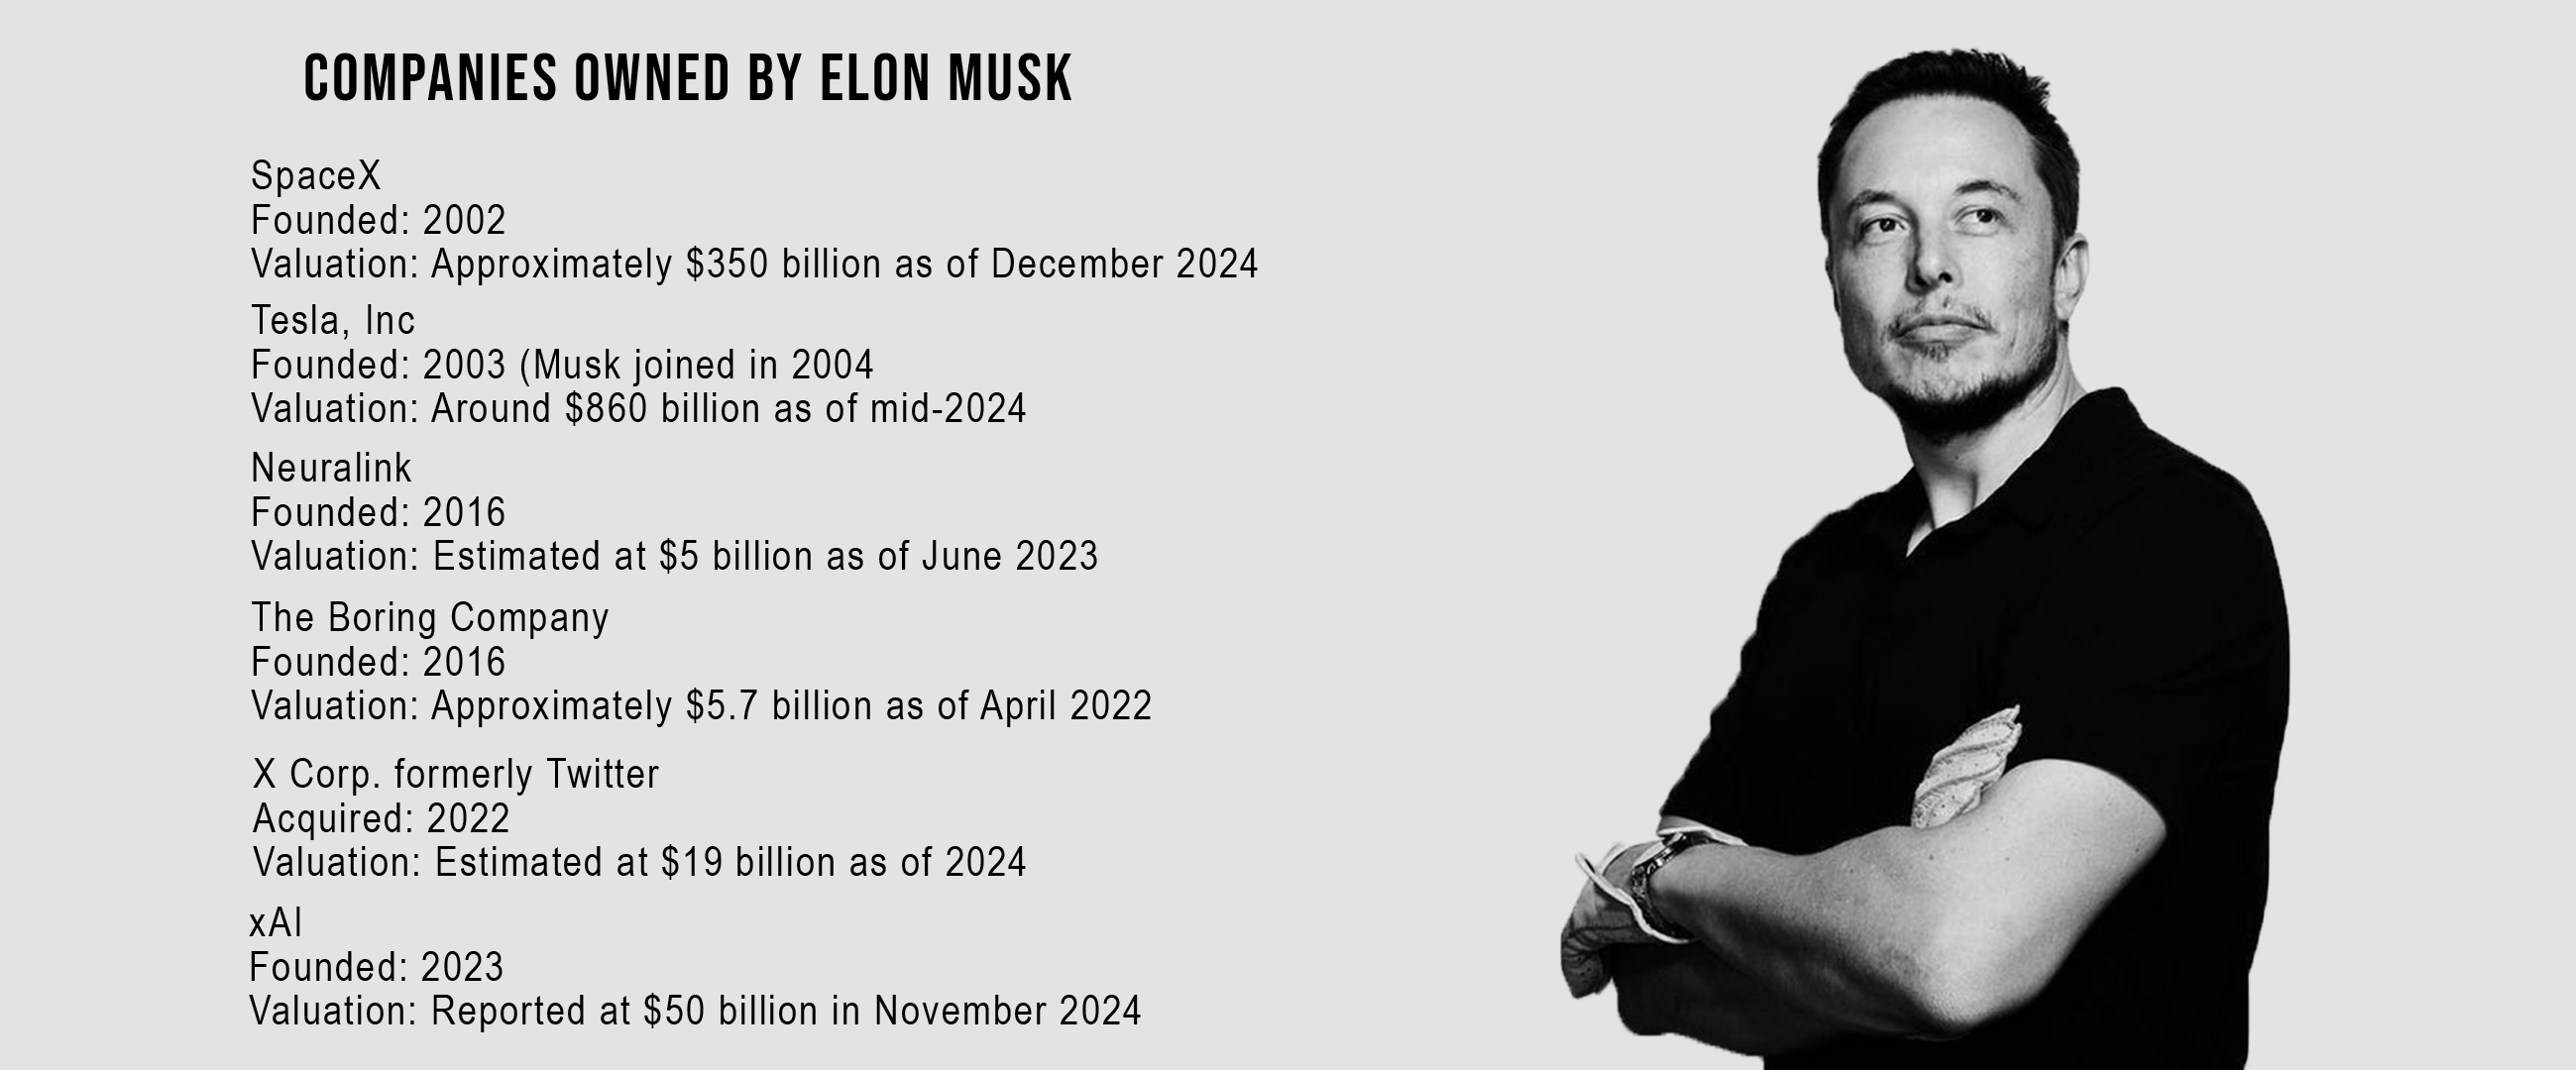 COMPANIES OWNED BY ELON MUSK
SpaceX
Founded: 2002
Valuation: Approximately $350 billion as of December 2024
Tesla, Inc
Founded: 2003 (Musk joined in 2004
Valuation: Around $860 billion as of mid-2024
Neuralink
Founded: 2016
Valuation: Estimated at $5 billion as of June 2023
The Boring Company
Founded: 2016
Valuation: Approximately $5.7 billion as of April 2022
X Corp. formerly Twitter
Acquired: 2022
Valuation: Estimated at $19 billion as of 2024
xAI
Founded: 2023
Valuation: Reported at $50 billion in November 2024